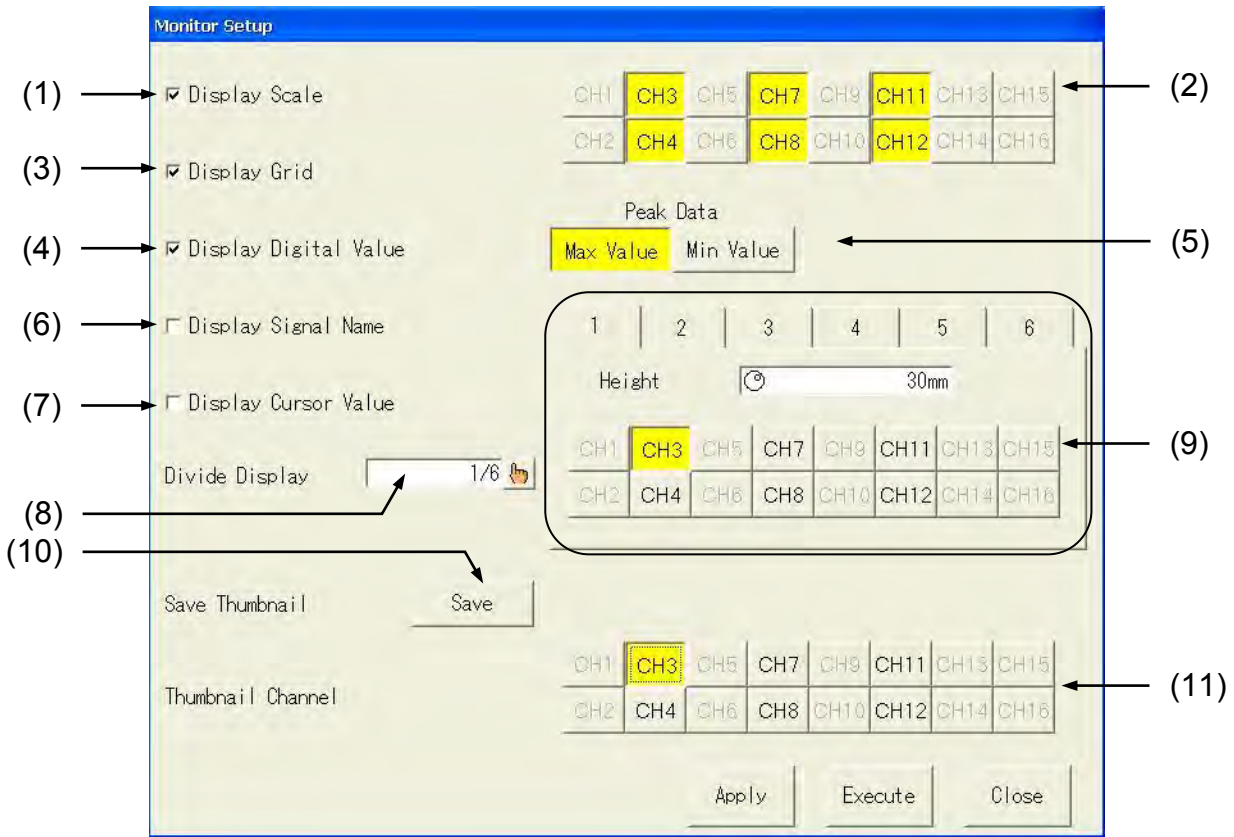 Monitor Setup
(1) Display Scale CH1 CH3 CH5 CH7 CH9 CH11 CH13 CH15 (2)
CH2 CH4 CH6 CH8 CH10 CH12 CH14 CH16
(3) Display Grid
Peak Data
(4) Display Digital Value Max Value Min Value (5)
(6) Display Signal Name 1 2 3 4 5 6
Height 30mm
(7) Display Cursor Value
CH1 CH3 CH5 CH7 CH9 CH11 CH13 CH15 (9)
Divide Display 1/6
CH2 CH4 CH6 CH8 CH10 CH12 CH14 CH16
(8)
(10)
Save Thumbnail Save
CH1 CH3 CH5 CH7 CH9 CH11 CH13 CH15
Thumbnail Channel (11)
CH2 CH4 CH6 CH8 CH10 CH12 CH14 CH16
Apply Execute Close